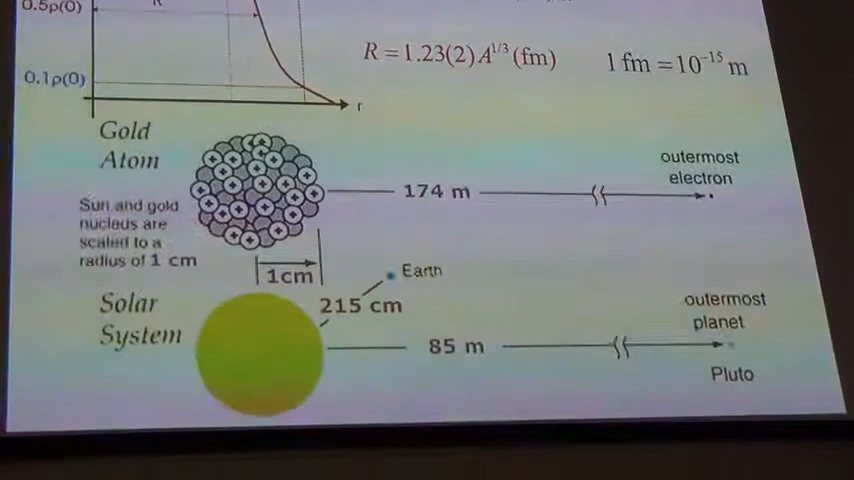 0.5ρ(0)
R
R = 1.23(2) A^1/3 (fm)
1 fm = 10^-15 m
0.1ρ(0)
r
Gold
Atom
174 m
outermost
electron
Sun and gold
nucleus are
scaled to a
radius of 1 cm
1cm
Earth
215 cm
Solar
System
85 m
outermost
planet
Pluto